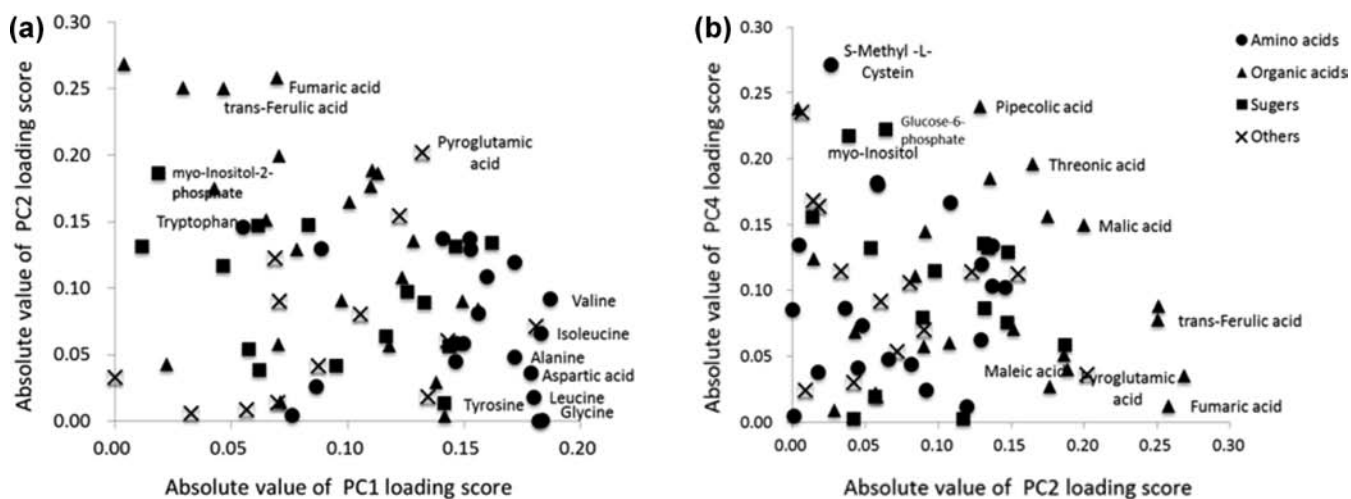 (a)
0.30
0.25
0.20
0.15
0.10
0.05
0.00
Absolute value of PC2 loading score
Fumaric acid
trans-Ferulic acid
Pyroglutamic
acid
myo-Inositol-2-
phosphate
Tryptophan
Valine
Isoleucine
Alanine
Aspartic acid
Leucine
Tyrosine
Glycine
0.00 0.05 0.10 0.15 0.20
Absolute value of PC1 loading score
(b)
0.30
0.25
0.20
0.15
0.10
0.05
0.00
Absolute value of PC4 loading score
S-Methyl -L-
Cystein
Pipecolic acid
Glucose-6-
phosphate
myo-Inositol
Threonic acid
Malic acid
trans-Ferulic acid
Maleic acid
Pyroglutamic
acid
Fumaric acid
0.00 0.05 0.10 0.15 0.20 0.25 0.30
Absolute value of PC2 loading score
Amino acids
Organic acids
Sugers
Others